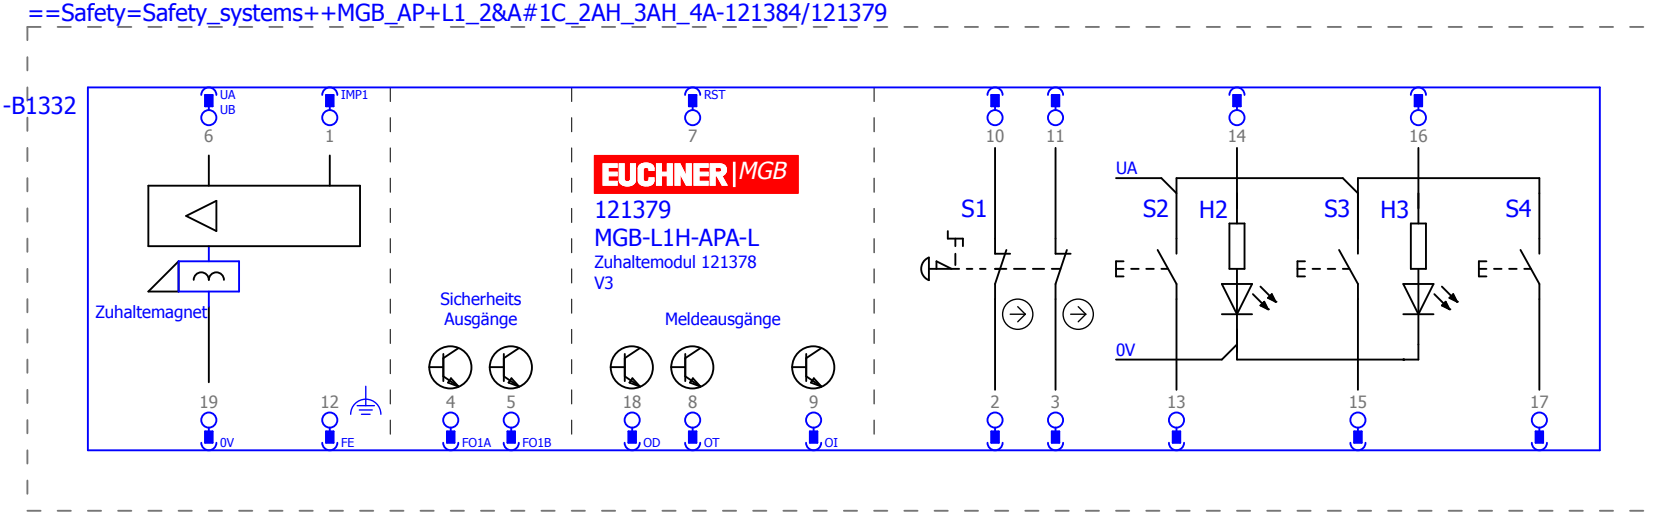 ==Safety=Safety_systems++MGB_AP+L1_2&A#1C_2AH_3AH_4A-121384/121379
-B1332
UA
UB
IMP1
RST
6
1
7
10
11
14
16
EUCHNER|MGB
121379
MGB-L1H-APA-L
Zuhaltemodul 121378
V3
UA
S1
S2
H2
S3
H3
S4
E
E
E
Zuhaltemagnet
Sicherheits
Ausgänge
Meldeausgänge
0V
19
12
4
5
18
8
9
2
3
13
15
17
0V
FE
FO1A
FO1B
OD
OT
OI